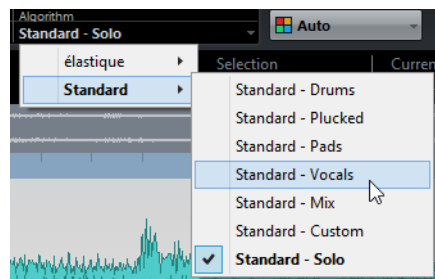 Algorithm
Standard - Solo
Auto
élastique
Standard
Selection
Curren
Standard - Drums
Standard - Plucked
Standard - Pads
Standard - Vocals
Standard - Mix
Standard - Custom
Standard - Solo